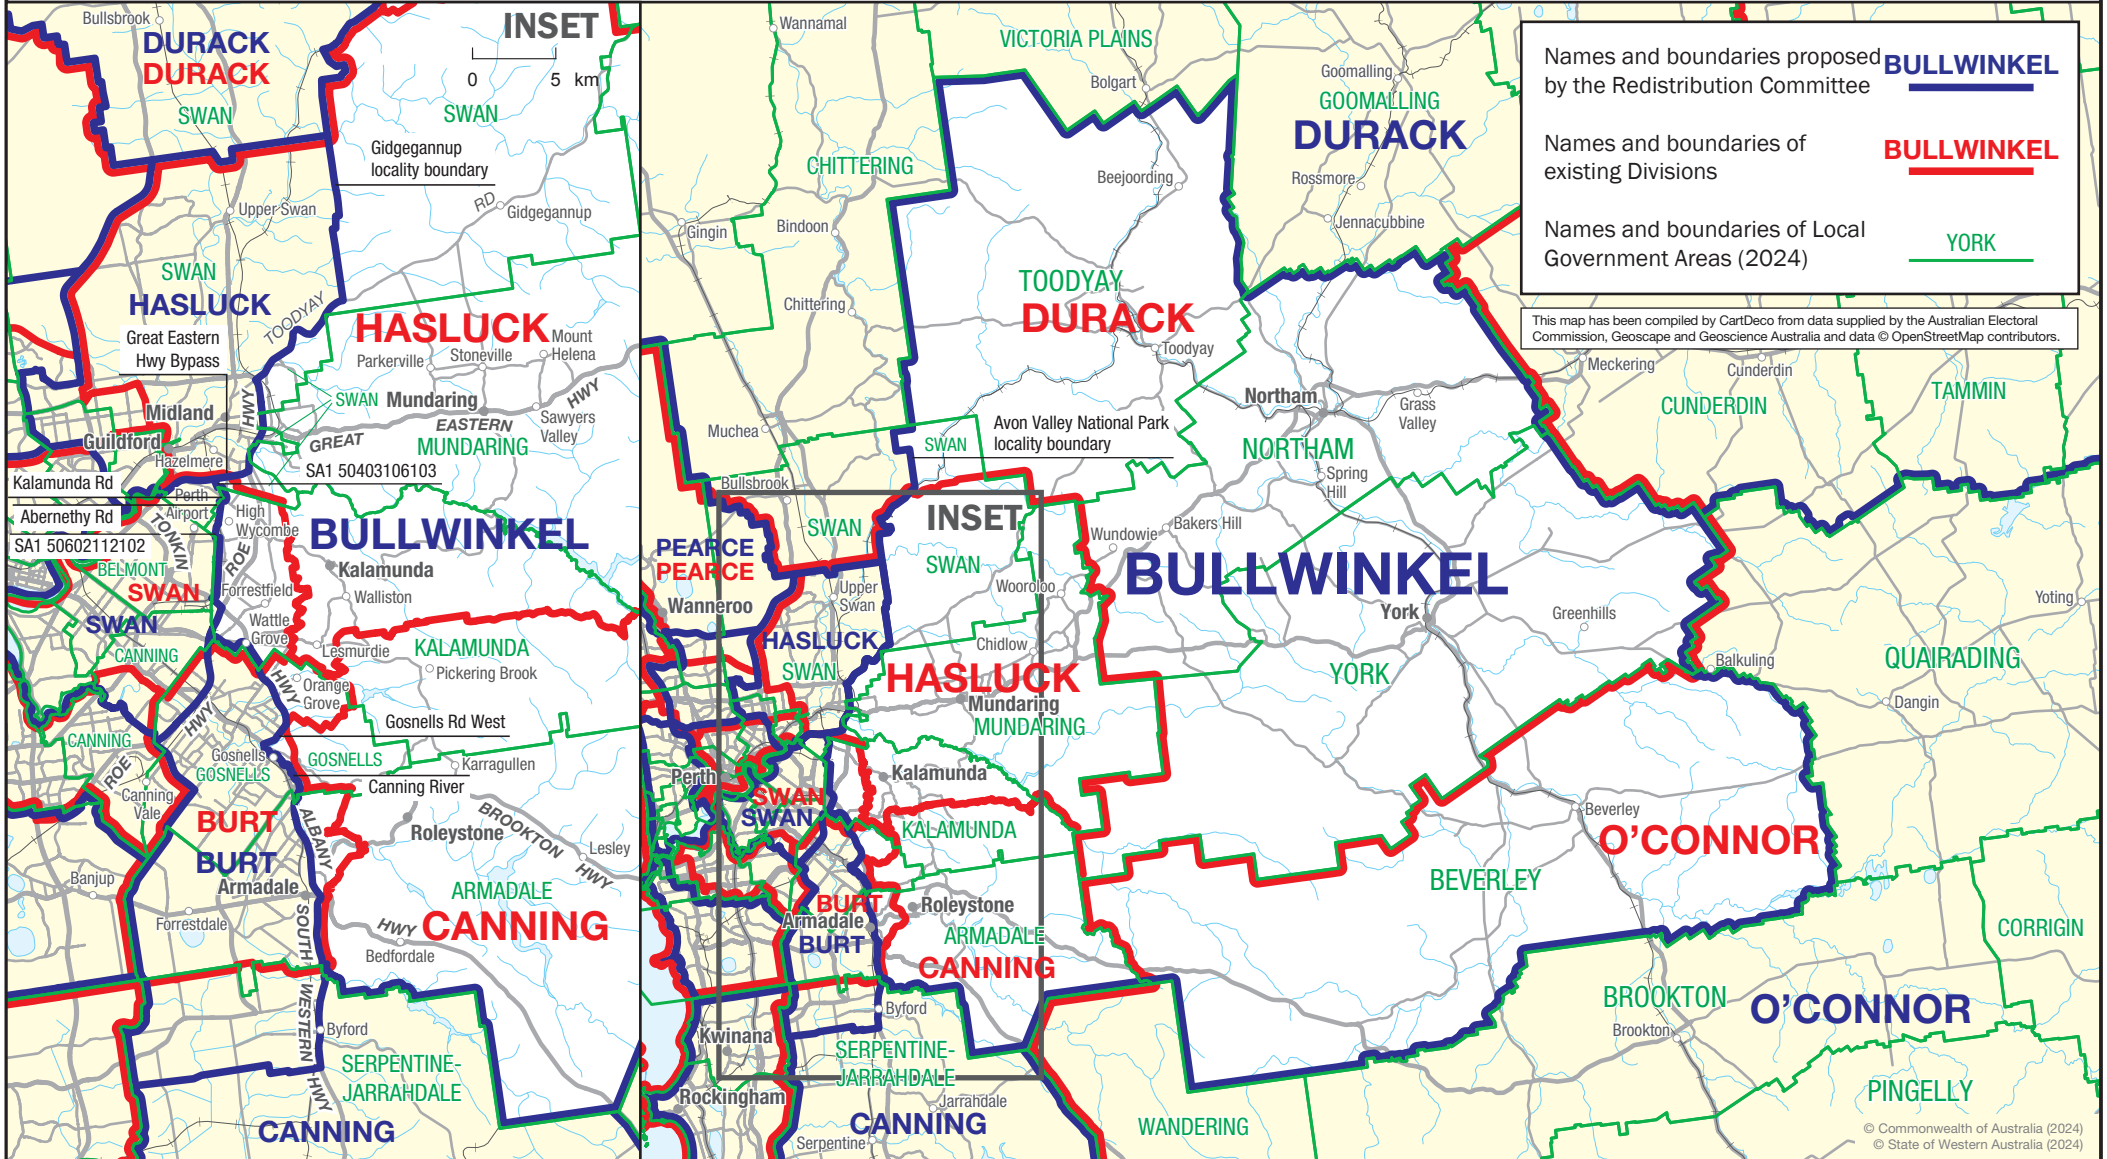 INSET
0 5 km
Bullsbrook
DURACK
DURACK
SWAN
SWAN
Gidgegannup
locality boundary
RD
Gidgegannup
Upper Swan
SWAN
HASLUCK
TOODYAY
Great Eastern
Hwy Bypass
HASLUCK
Mount
Helena
Parkerville
Stoneville
HWY
SWAN
Mundaring
Midland
HWY
Sawyers
Valley
EASTERN
GREAT
MUNDARING
Guildford
Hazelmere
SA1 50403106103
Kalamunda Rd
Perth
Airport
Abernethy Rd
High
Wycombe
TONKIN
BULLWINKEL
SA1 50602112102
ROE
BELMONT
Kalamunda
SWAN
Forrestfield
Walliston
SWAN
Wattle
Grove
CANNING
Lesmurdie
KALAMUNDA
Pickering Brook
HWY
Orange
Grove
HWY
Gosnells Rd West
CANNING
Gosnells
GOSNELLS
GOSNELLS
Karragullen
ROE
Canning River
Canning
Vale
BURT
ALBANY
BROOKTON
HWY
Roleystone
Lesley
BURT
Banjup
Armadale
ARMADALE
Forrestdale
SOUTH
HWY
CANNING
Bedfordale
WESTERN
Byford
SERPENTINE-
JARRAHDALE
HWY
CANNING
Wannamal
VICTORIA PLAINS
Bolgart
Goomalling
GOOMALLING
DURACK
CHITTERING
Beejoording
Rossmore
Jennacubbine
Gingin
Bindoon
TOODYAY
DURACK
Chittering
Toodyay
Meckering
Cunderdin
TAMMIN
CUNDERDIN
Northam
Grass
Valley
Muchea
Avon Valley National Park
locality boundary
SWAN
NORTHAM
Spring
Hill
Bullsbrook
INSET
SWAN
Bakers Hill
Wundowie
PEARCE
PEARCE
SWAN
BULLWINKEL
Upper
Swan
Wooroloo
Wanneroo
York
Greenhills
Yoting
HASLUCK
Chidlow
SWAN
HASLUCK
YORK
Balkuling
QUAIRADING
Mundaring
MUNDARING
Dangin
Perth
Kalamunda
SWAN
SWAN
KALAMUNDA
Beverley
O'CONNOR
BEVERLEY
BURT
Armadale
BURT
Roleystone
ARMADALE
CANNING
CORRIGIN
BROOKTON
O'CONNOR
Byford
Kwinana
Brookton
SERPENTINE-
JARRAHDALE
Rockingham
Jarrahdale
PINGELLY
CANNING
WANDERING
Serpentine
Names and boundaries proposed
by the Redistribution Committee
BULLWINKEL
Names and boundaries of
existing Divisions
BULLWINKEL
Names and boundaries of Local
Government Areas (2024)
YORK
This map has been compiled by CartDeco from data supplied by the Australian Electoral
Commission, Geoscape and Geoscience Australia and data © OpenStreetMap contributors.
© Commonwealth of Australia (2024)
© State of Western Australia (2024)